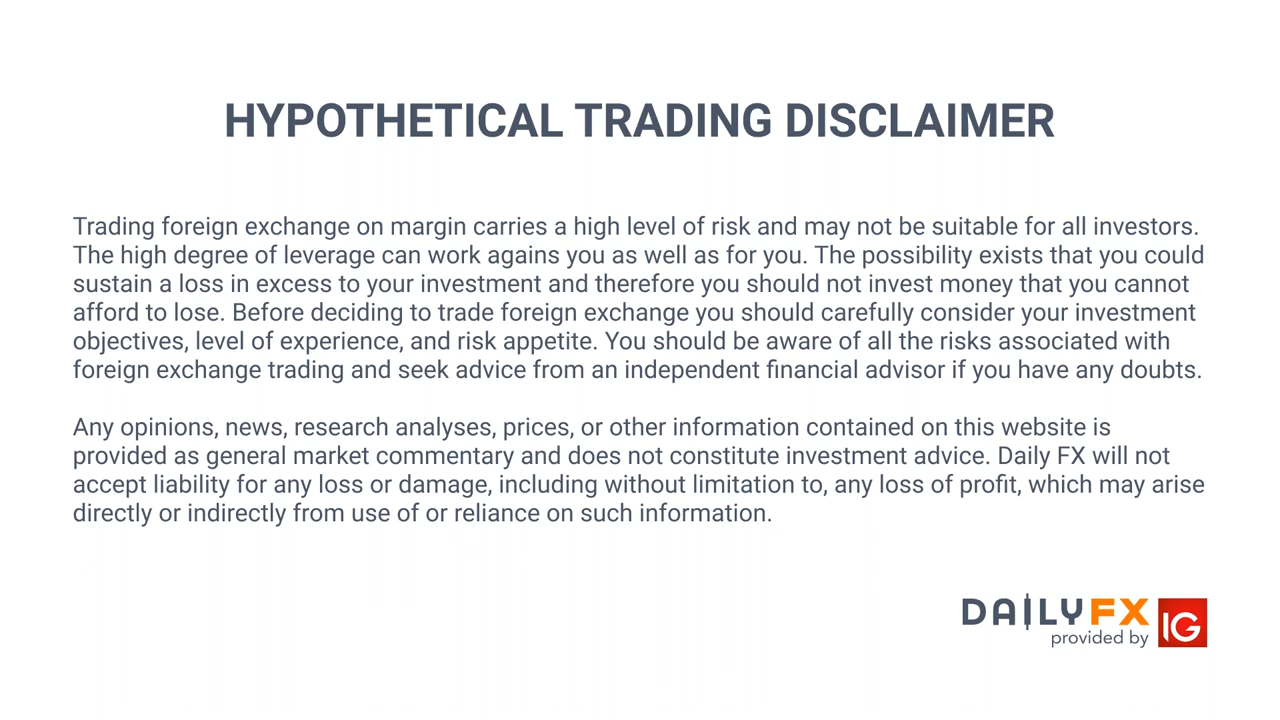 HYPOTHETICAL TRADING DISCLAIMER
Trading foreign exchange on margin carries a high level of risk and may not be suitable for all investors.
The high degree of leverage can work agains you as well as for you. The possibility exists that you could
sustain a loss in excess to your investment and therefore you should not invest money that you cannot
afford to lose. Before deciding to trade foreign exchange you should carefully consider your investment
objectives, level of experience, and risk appetite. You should be aware of all the risks associated with
foreign exchange trading and seek advice from an independent financial advisor if you have any doubts.
Any opinions, news, research analyses, prices, or other information contained on this website is
provided as general market commentary and does not constitute investment advice. Daily FX will not
accept liability for any loss or damage, including without limitation to, any loss of profit, which may arise
directly or indirectly from use of or reliance on such information.
DAILYFX
provided by IG